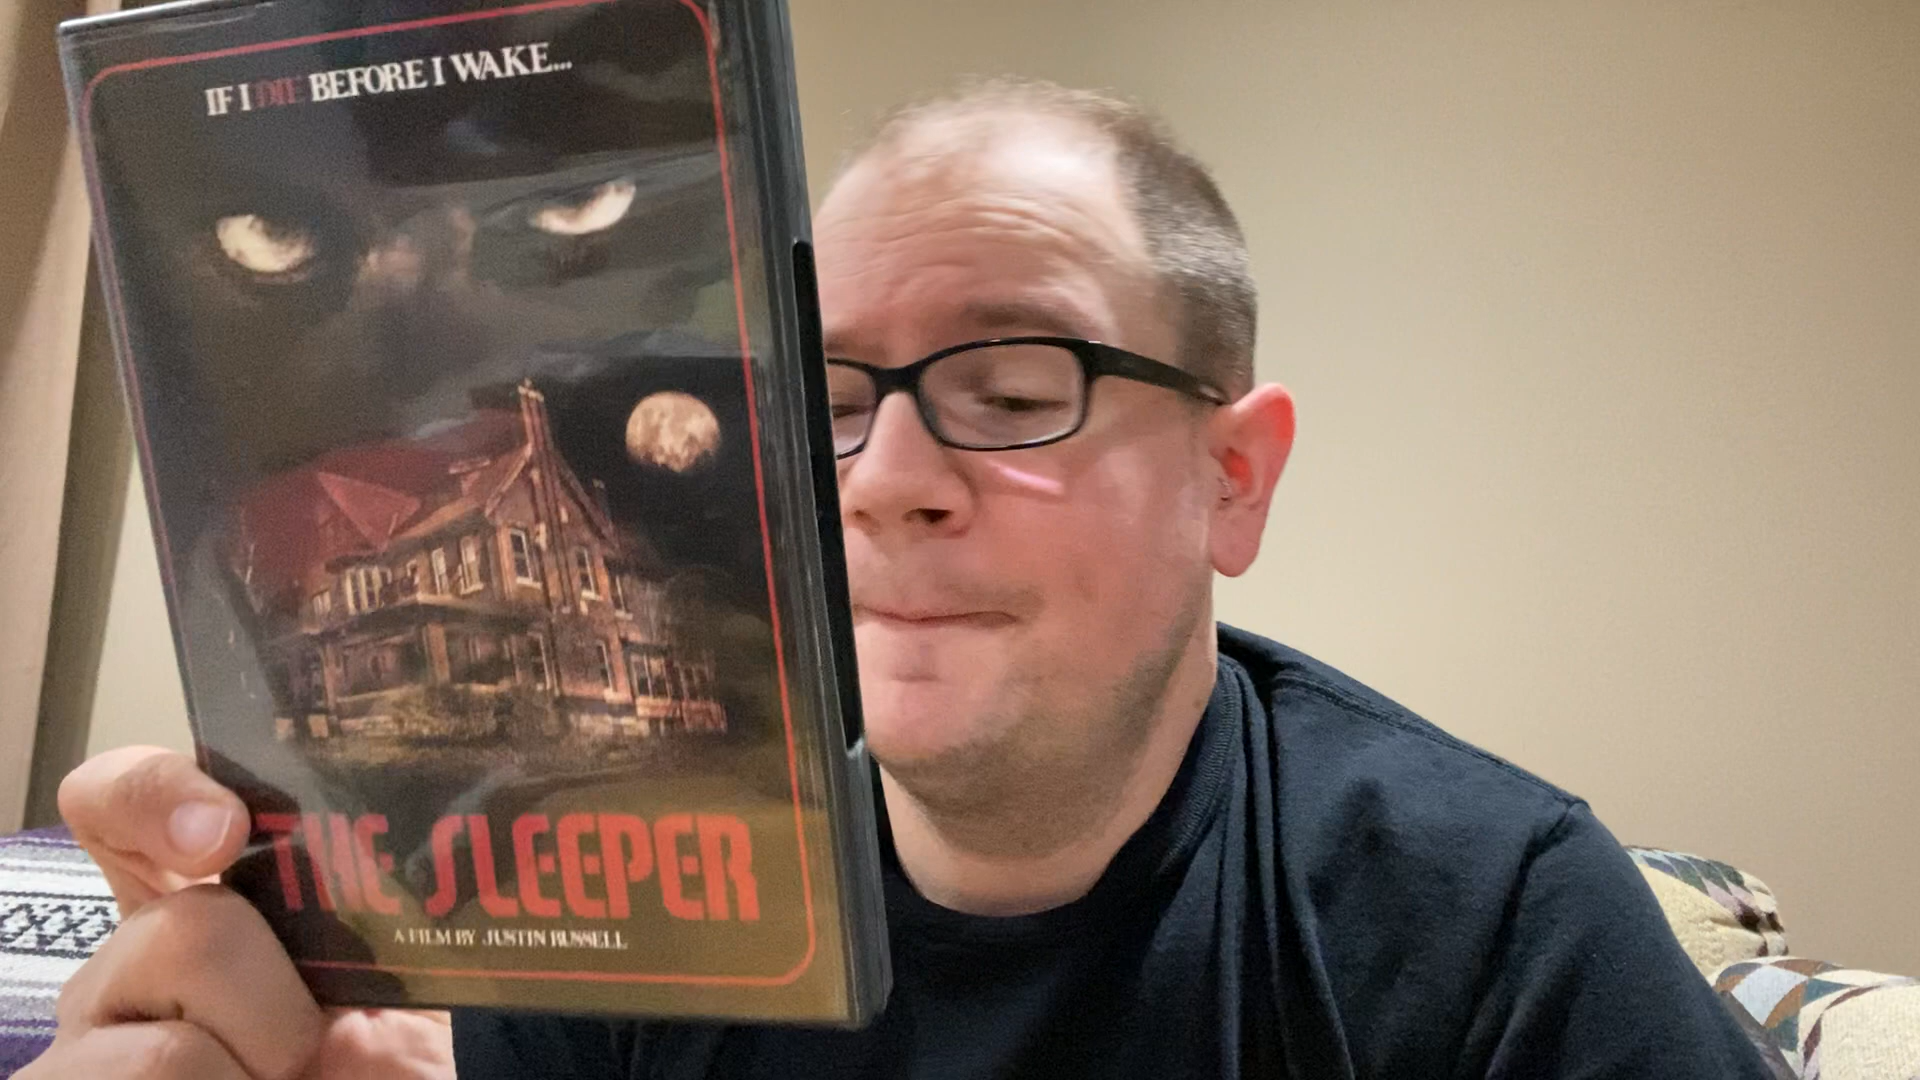 IF I DIE BEFORE I WAKE...
THE SLEEPER
A FILM BY JUSTIN RUSSELL